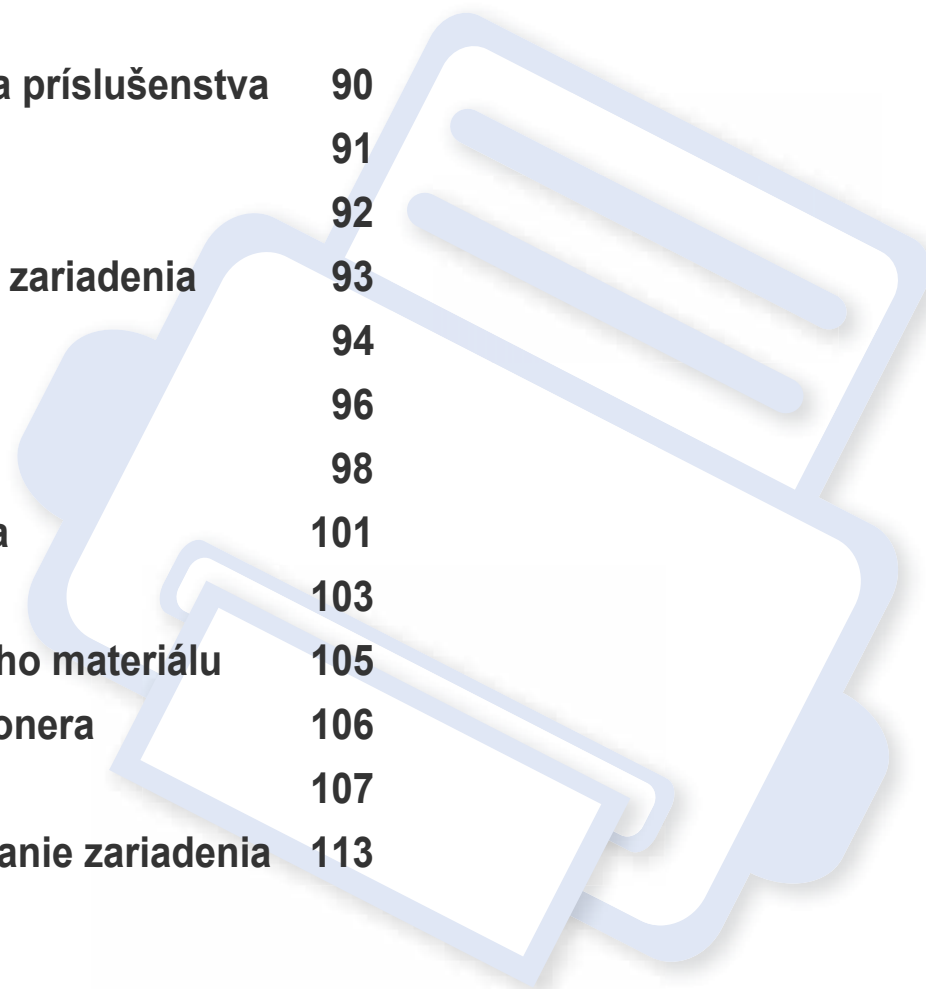 a príslušenstva 90
91
92
zariadenia 93
94
96
98
a 101
103
ho materiálu 105
onera 106
107
anie zariadenia 113